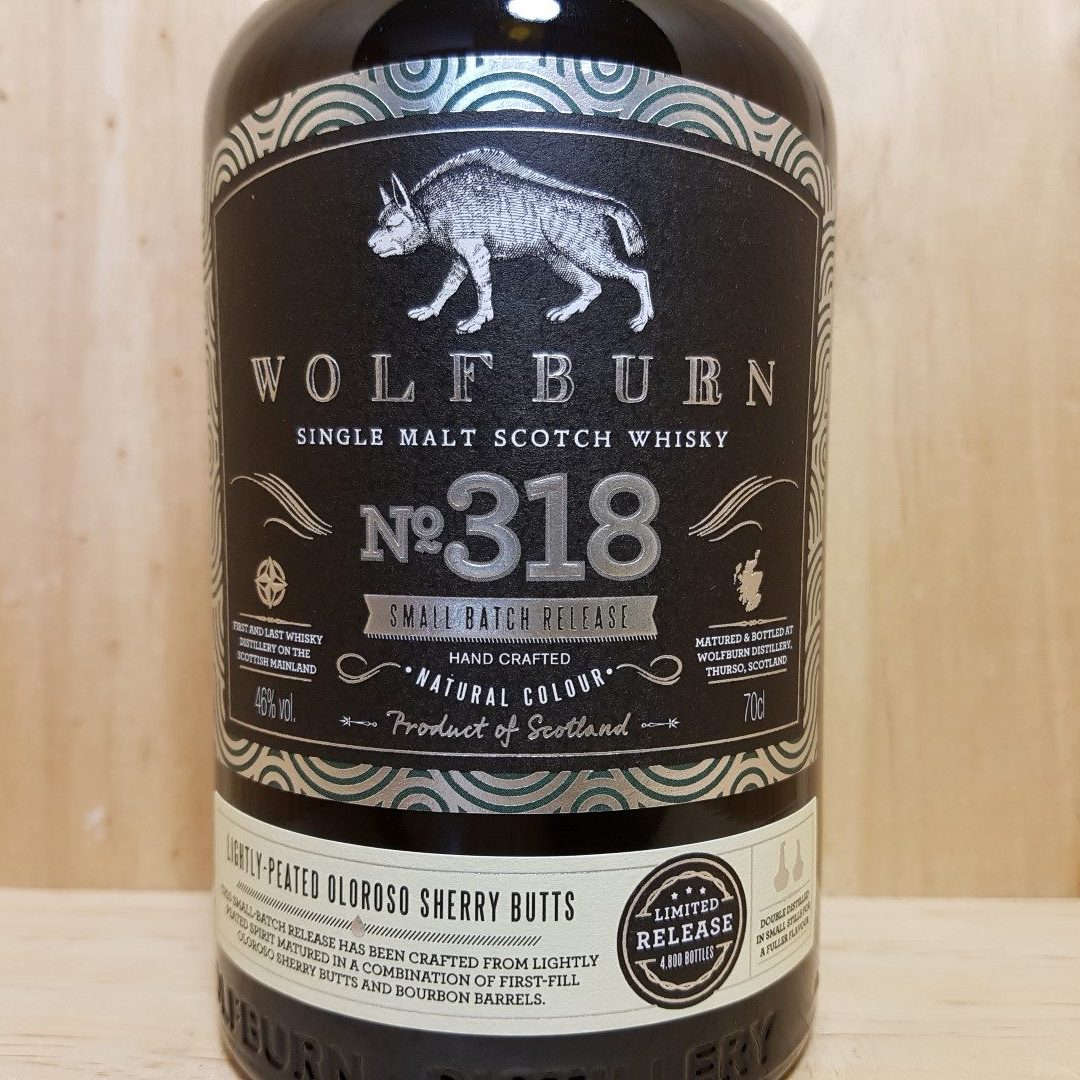 WOLFBURN
SINGLE MALT SCOTCH WHISKY
Nº318
SMALL BATCH RELEASE
HAND CRAFTED
•NATURAL COLOUR•
Product of Scotland
FIRST AND LAST WHISKY
DISTILLERY ON THE
SCOTTISH MAINLAND
46% vol.
MATURED & BOTTLED AT
WOLFBURN DISTILLERY,
THURSO, SCOTLAND
70cl
LIGHTLY-PEATED OLOROSO SHERRY BUTTS
THIS SMALL-BATCH RELEASE HAS BEEN CRAFTED FROM LIGHTLY
PEATED SPIRIT MATURED IN A COMBINATION OF FIRST-FILL
OLOROSO SHERRY BUTTS AND BOURBON BARRELS.
LIMITED
RELEASE
4,800 BOTTLES
DOUBLE DISTILLED
IN SMALL STILLS FOR
A FULLER FLAVOUR